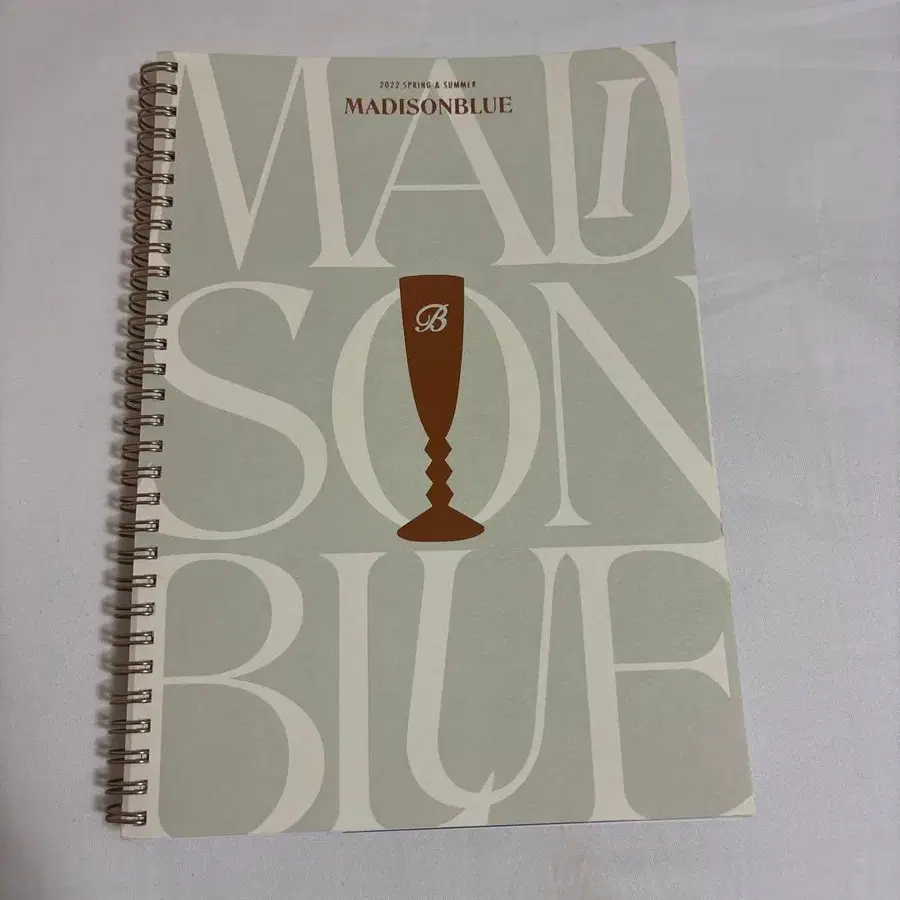 2022 SPRING & SUMMER
MADISONBLUE
MADI
SON
BLUE
B